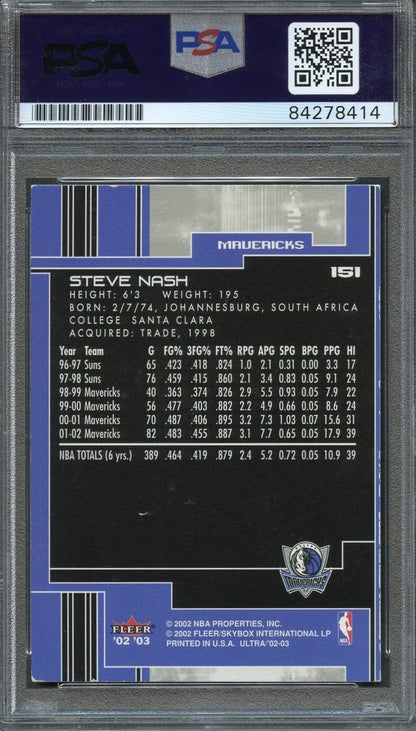 PSA
PSA
84278414
MAVERICKS
151
STEVE NASH
HEIGHT: 6'3 WEIGHT: 195
BORN: 2/7/74, JOHANNESBURG, SOUTH AFRICA
COLLEGE SANTA CLARA
ACQUIRED: TRADE, 1998
Year Team G FG% 3FG% FT% RPG APG SPG BPG PPG HI
96-97 Suns 65 .423 .418 .824 1.0 2.1 0.31 0.00 3.3 17
97-98 Suns 76 .459 .415 .860 2.1 3.4 0.83 0.05 9.1 24
98-99 Mavericks 40 .363 .374 .826 2.9 5.5 0.93 0.05 7.9 22
99-00 Mavericks 56 .477 .403 .882 2.2 4.9 0.66 0.05 8.6 24
00-01 Mavericks 70 .487 .406 .895 3.2 7.3 1.03 0.07 15.6 31
01-02 Mavericks 82 .483 .455 .887 3.1 7.7 0.65 0.05 17.9 39
NBA TOTALS (6 yrs.) 389 .464 .419 .879 2.4 5.2 0.72 0.05 10.9 39
MAVERICKS
FLEER
'02 '03
© 2002 NBA PROPERTIES, INC.
© 2002 FLEER/SKYBOX INTERNATIONAL LP
PRINTED IN U.S.A. ULTRA '02-03
NBA
PSA